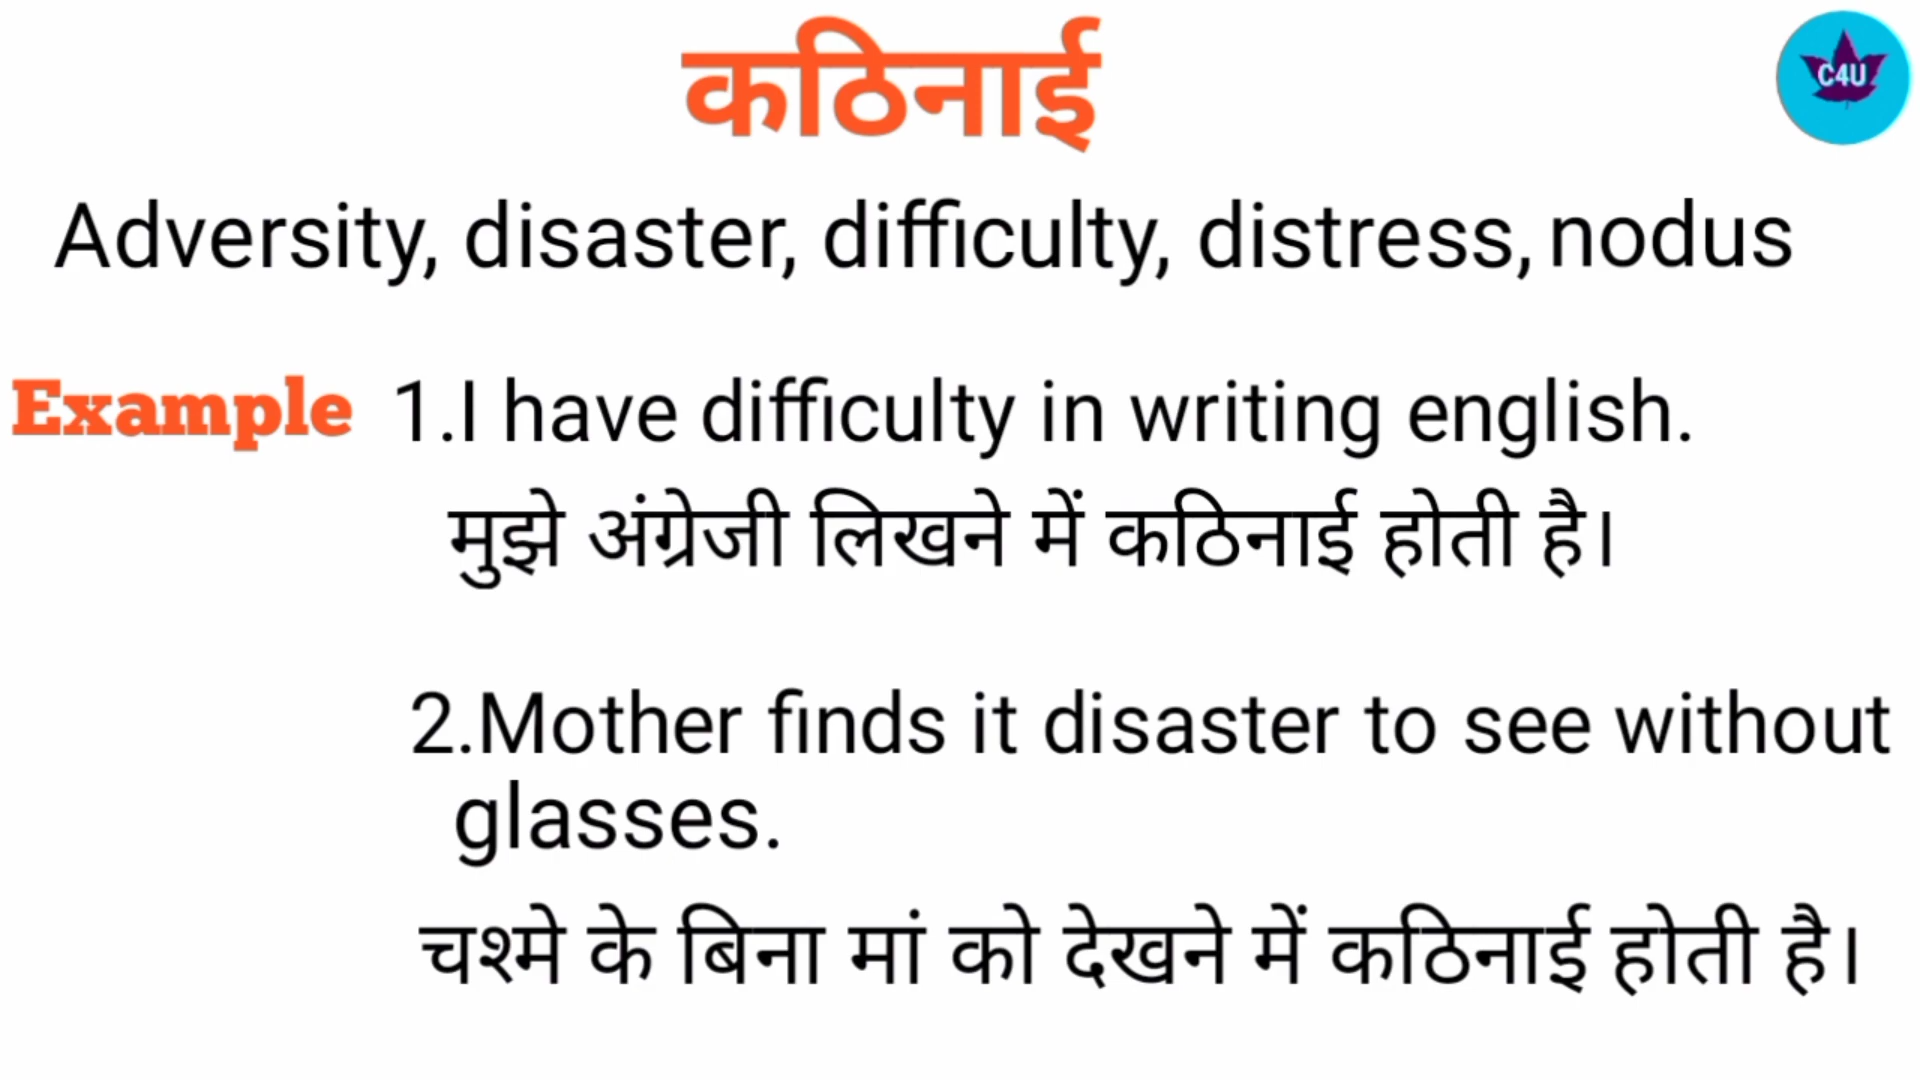 कठिनाई
C4U
Adversity, disaster, difficulty, distress, nodus
Example 1.I have difficulty in writing english.
मुझे अंग्रेजी लिखने में कठिनाई होती है।
2.Mother finds it disaster to see without
glasses.
चश्मे के बिना मां को देखने में कठिनाई होती है।